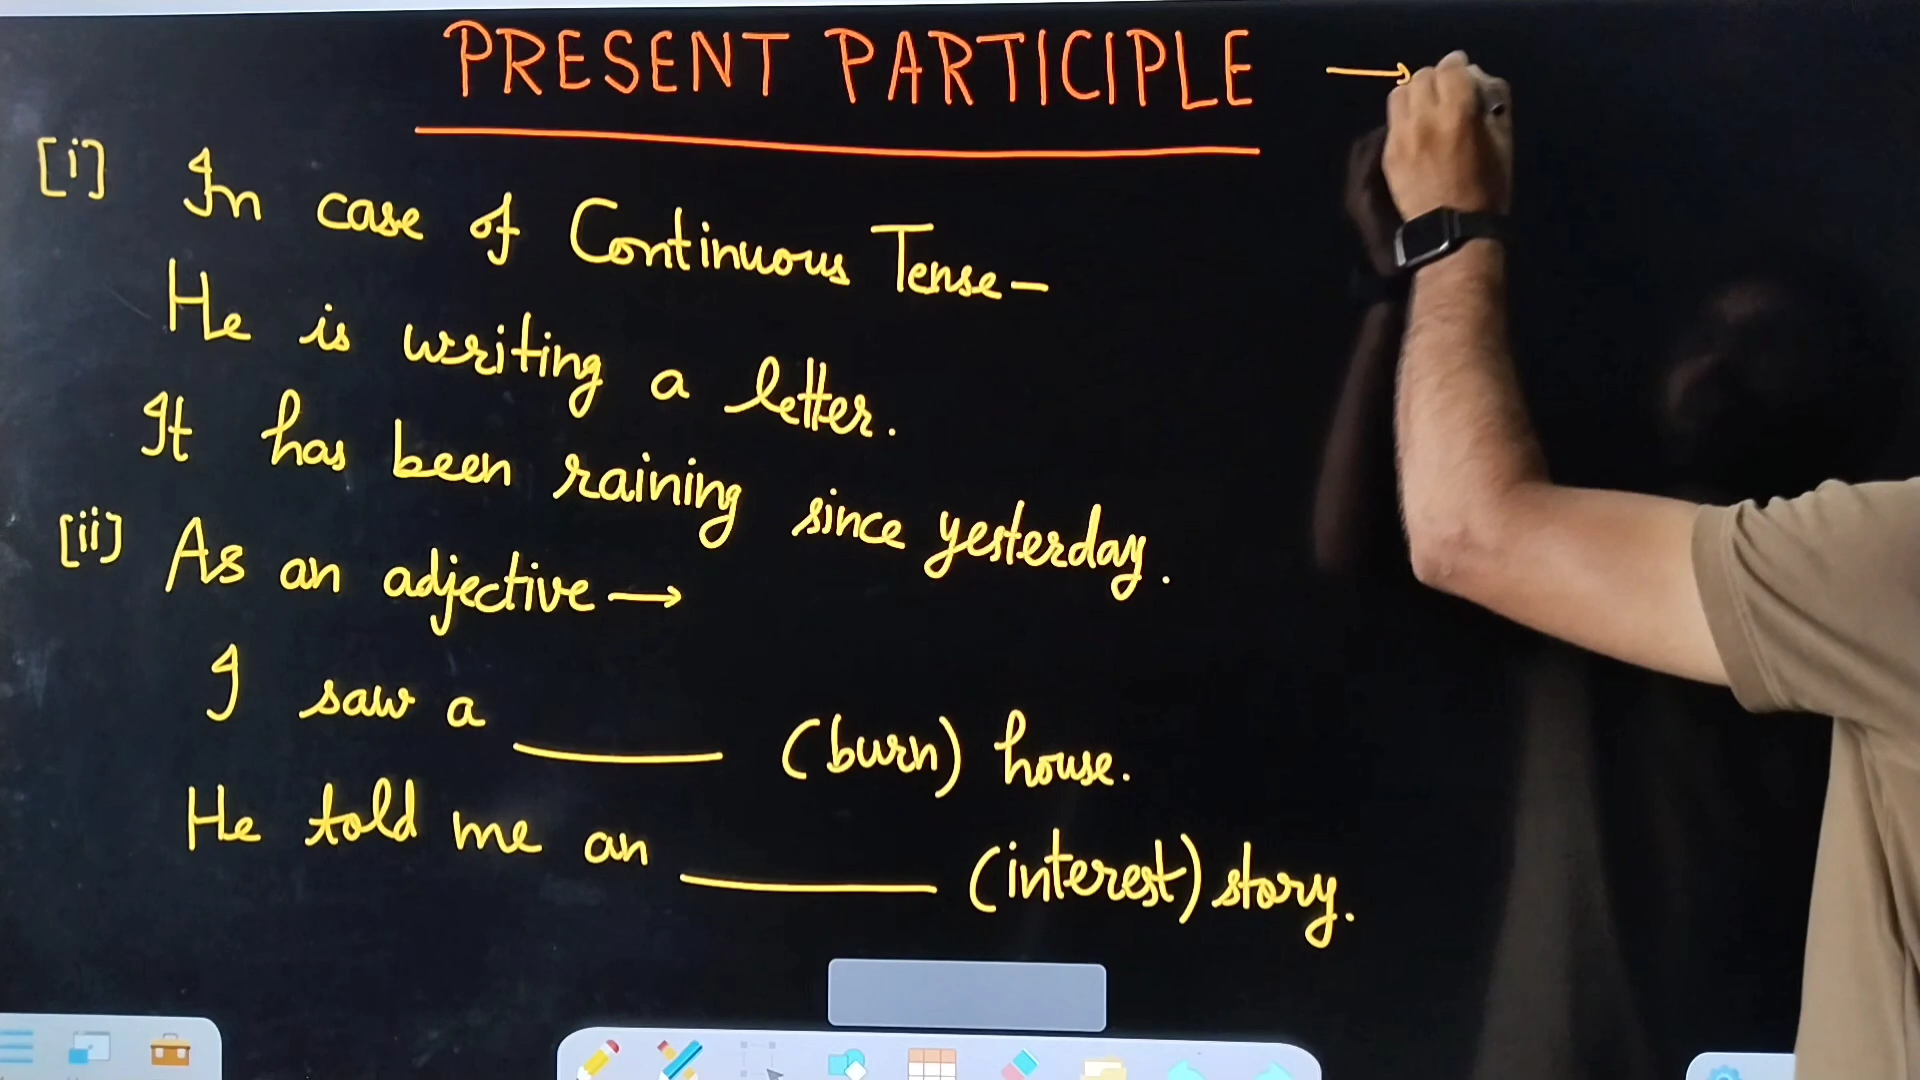 PRESENT PARTICIPLE →
[i] In case of Continuous Tense-
He is writing a letter.
It has been raining since yesterday.
[ii] As an adjective →
I saw a ______ (burn) house.
He told me an ______ (interest) story.